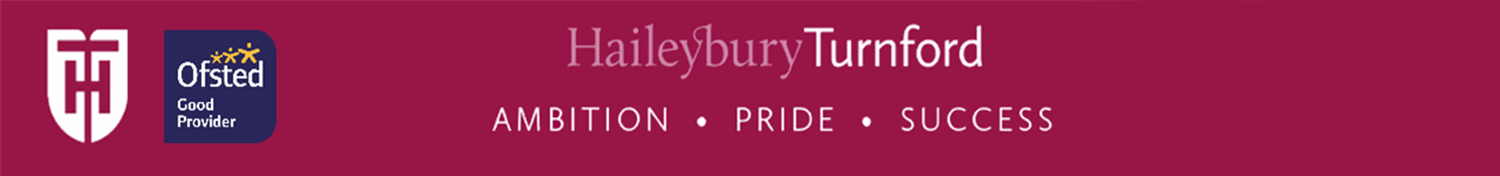 Ofsted
Good
Provider
HaileyburyTurnford
AMBITION • PRIDE • SUCCESS